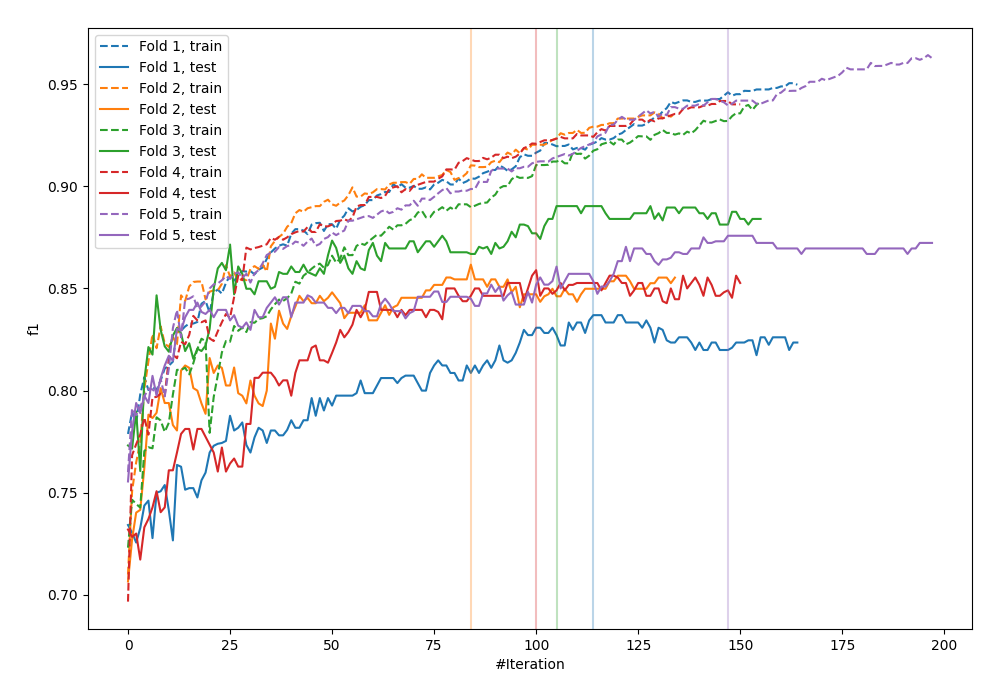 Fold 1, train
Fold 1, test
Fold 2, train
Fold 2, test
Fold 3, train
Fold 3, test
Fold 4, train
Fold 4, test
Fold 5, train
Fold 5, test
0.95
0.90
0.85
0.80
0.75
0.70
f1
0 25 50 75 100 125 150 175 200
#Iteration